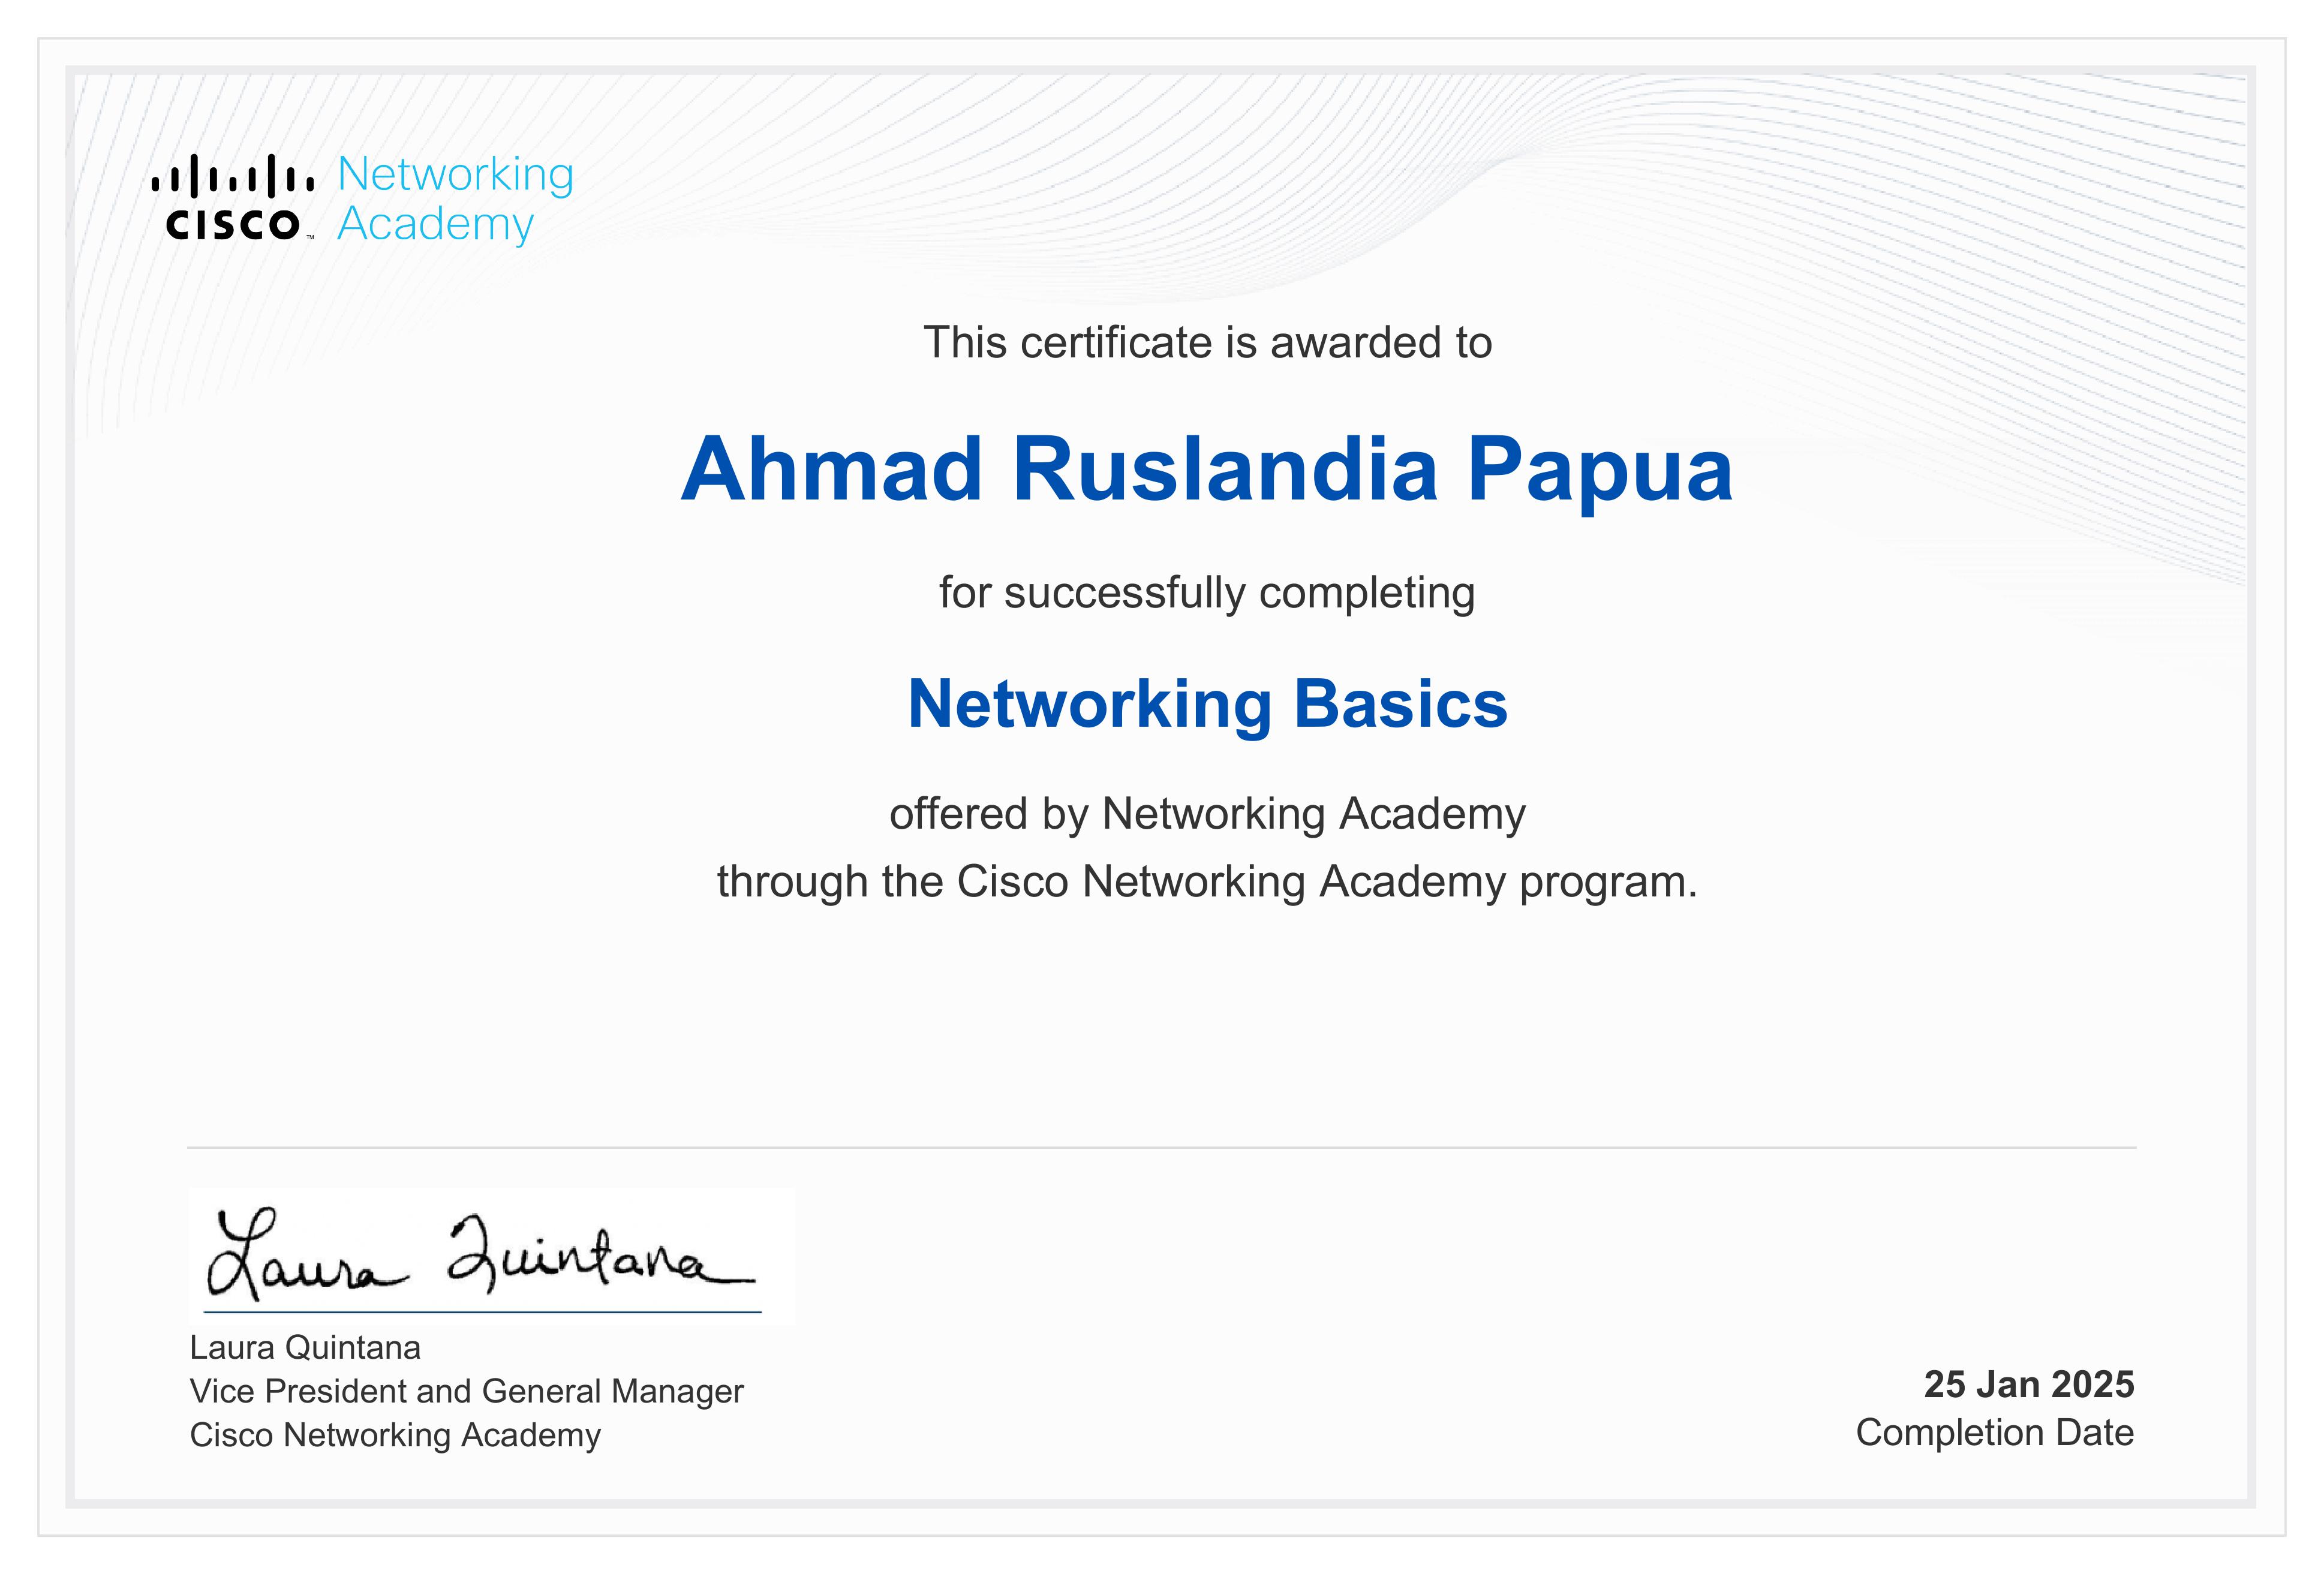 Networking
Academy
CISCO™
This certificate is awarded to
Ahmad Ruslandia Papua
for successfully completing
Networking Basics
offered by Networking Academy
through the Cisco Networking Academy program.
Laura Quintana
Laura Quintana
Vice President and General Manager
Cisco Networking Academy
25 Jan 2025
Completion Date